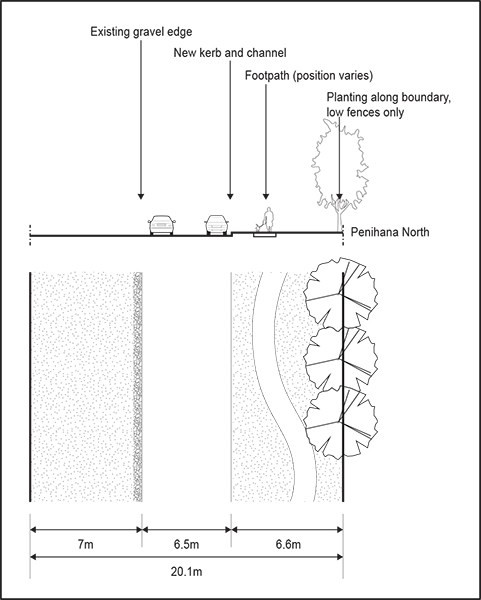 Existing gravel edge
New kerb and channel
Footpath (position varies)
Planting along boundary,
low fences only
Penihana North
7m
6.5m
6.6m
20.1m